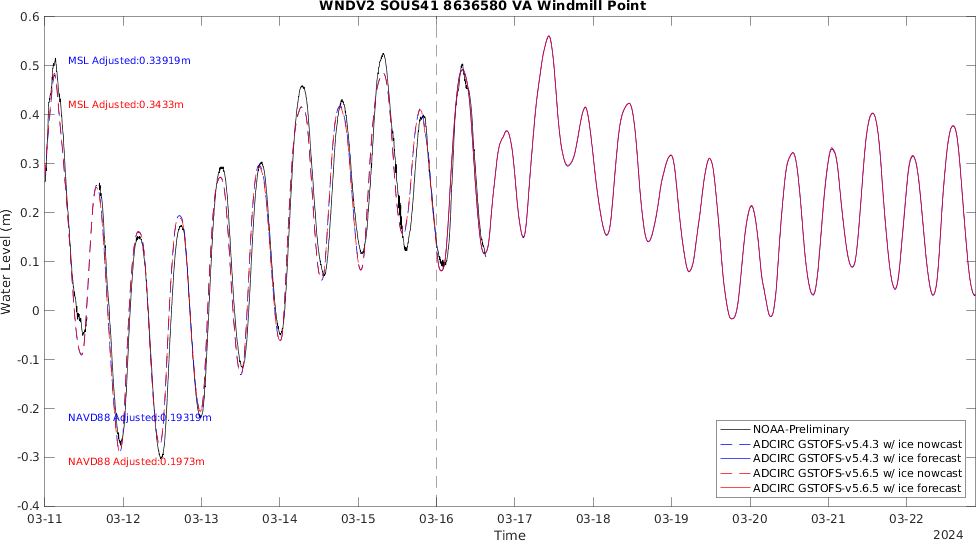 WNDV2 SOUS41 8636580 VA Windmill Point
0.6
0.5
0.4
0.3
0.2
0.1
0
-0.1
-0.2
-0.3
-0.4
Water Level (m)
MSL Adjusted:0.33919m
MSL Adjusted:0.3433m
NAVD88 Adjusted:0.19319m
NAVD88 Adjusted:0.1973m
NOAA-Preliminary
ADCIRC GSTOFS-v5.4.3 w/ ice nowcast
ADCIRC GSTOFS-v5.4.3 w/ ice forecast
ADCIRC GSTOFS-v5.6.5 w/ ice nowcast
ADCIRC GSTOFS-v5.6.5 w/ ice forecast
03-11 03-12 03-13 03-14 03-15 03-16 03-17 03-18 03-19 03-20 03-21 03-22
Time
2024